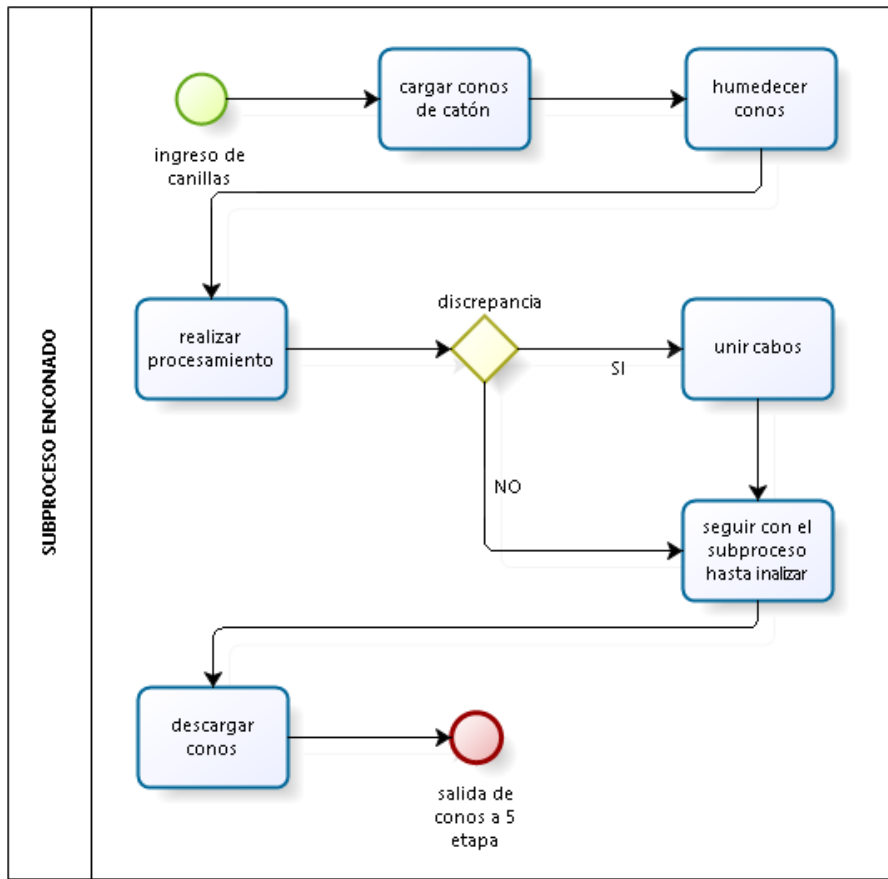 SUBPROCESO ENCONADO
ingreso de
canillas
cargar conos
de catón
humedecer
conos
realizar
procesamiento
discrepancia
SI
unir cabos
NO
seguir con el
subproceso
hasta inalizar
descargar
conos
salida de
conos a 5
etapa